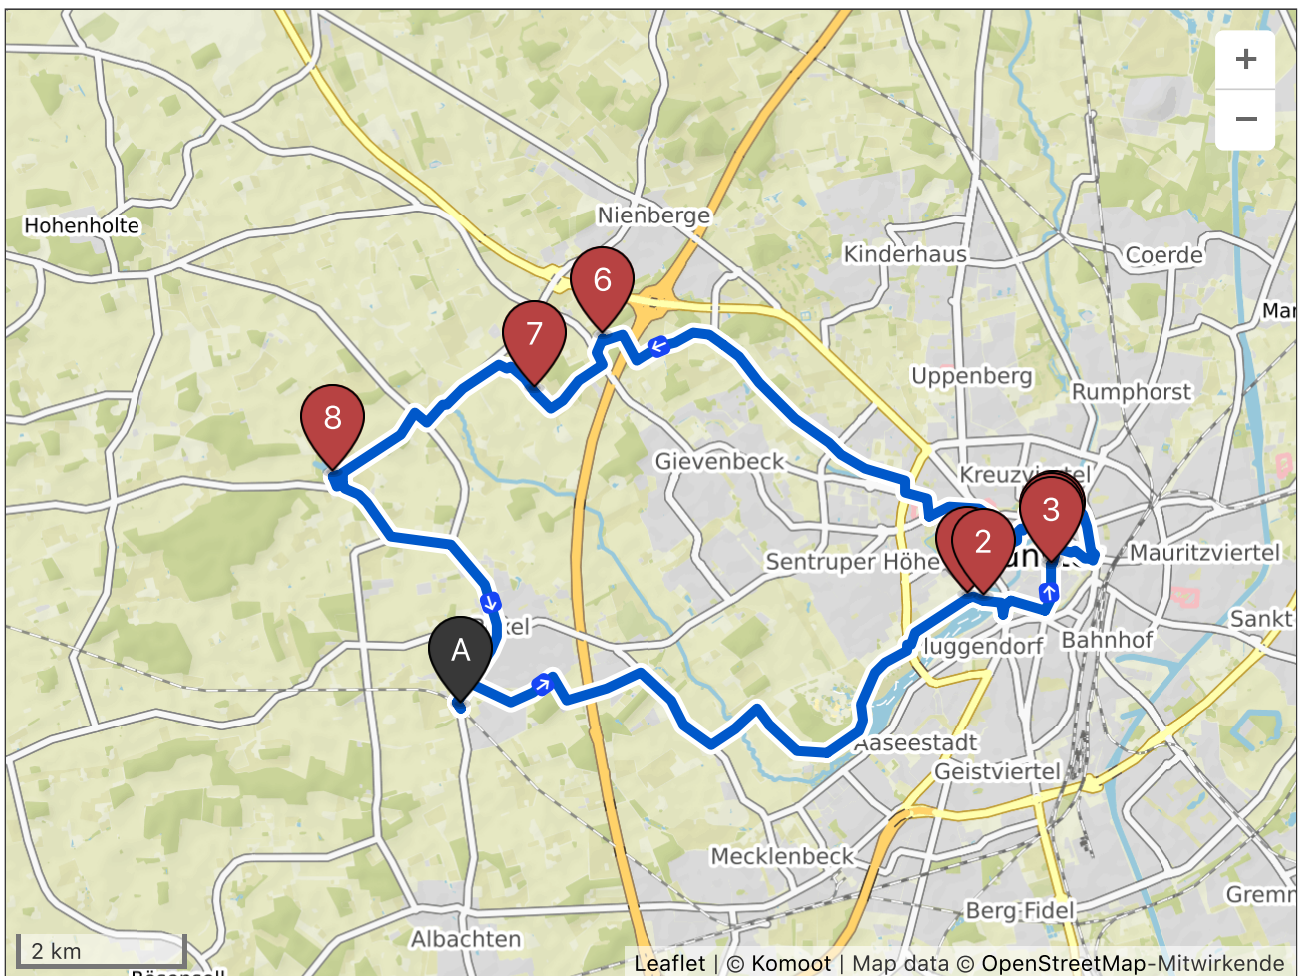 +
−
Nienberge
Hohenholte
Kinderhaus
Coerde
6
7
Uppenberg
Rumphorst
8
Gievenbeck
Kreuzviertel
3
2
Sentruper Höhe
Mauritzviertel
Sankt
A
Bahnhof
Aaseestadt
Geistviertel
Mecklenbeck
Berg Fidel
Albachten
2 km
Leaflet | © Komoot | Map data © OpenStreetMap-Mitwirkende